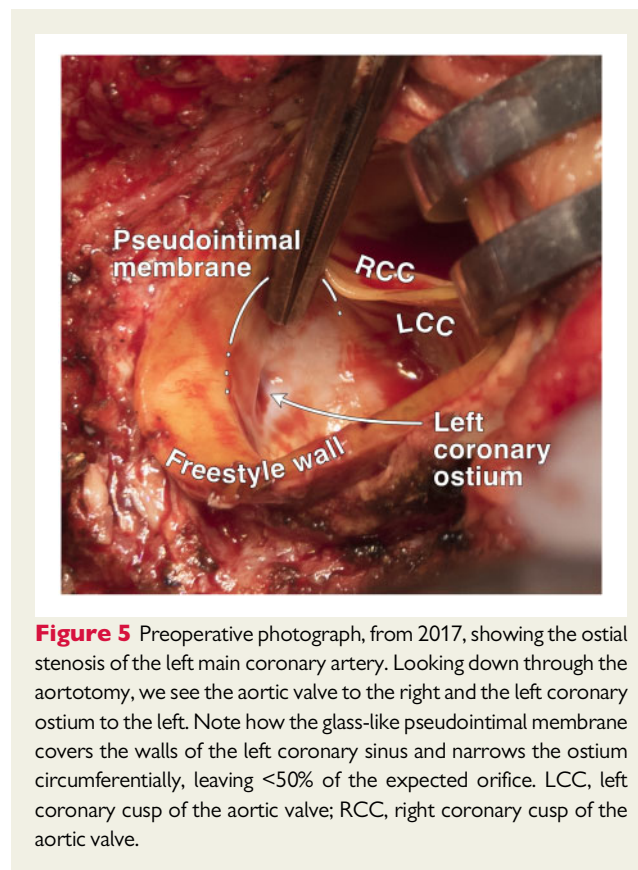 Pseudointimal
membrane
RCC
LCC
Left
coronary
ostium
Freestyle wall
Figure 5 Preoperative photograph, from 2017, showing the ostial
stenosis of the left main coronary artery. Looking down through the
aortotomy, we see the aortic valve to the right and the left coronary
ostium to the left. Note how the glass-like pseudointimal membrane
covers the walls of the left coronary sinus and narrows the ostium
circumferentially, leaving <50% of the expected orifice. LCC, left
coronary cusp of the aortic valve; RCC, right coronary cusp of the
aortic valve.